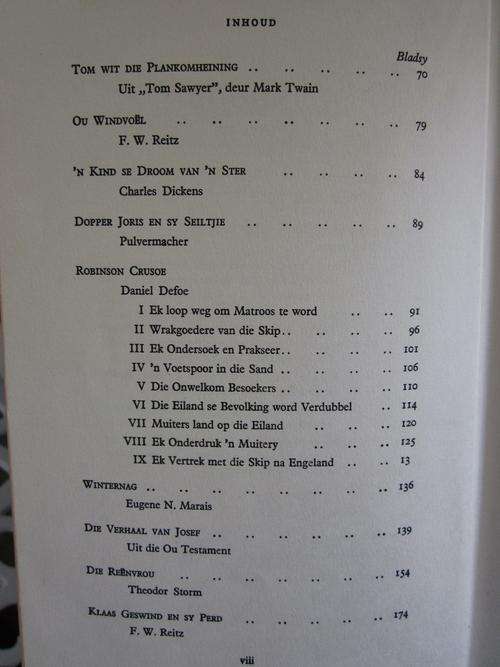 INHOUD
Bladsy
TOM WIT DIE PLANKOMHEINING .. .. .. .. .. 70
Uit „Tom Sawyer”, deur Mark Twain
OU WINDVOËL .. .. .. .. .. .. 79
F. W. Reitz
'N KIND SE DROOM VAN 'N STER .. .. .. .. 84
Charles Dickens
DOPPER JORIS EN SY SEILTJIE .. .. .. .. .. 89
Pulvermacher
ROBINSON CRUSOE
Daniel Defoe
I Ek loop weg om Matroos te word .. .. 91
II Wrakgoedere van die Skip .. .. .. .. 96
III Ek Ondersoek en Prakseer .. .. .. .. 101
IV 'n Voetspoor in die Sand .. .. .. .. 106
V Die Onwelkom Besoekers .. .. .. .. 110
VI Die Eiland se Bevolking word Verdubbel .. 114
VII Muiters land op die Eiland .. .. .. 120
VIII Ek Onderdruk 'n Muitery .. .. .. 125
IX Ek Vertrek met die Skip na Engeland .. .. 13
WINTERNAG .. .. .. .. .. .. .. .. 136
Eugene N. Marais
DIE VERHAAL VAN JOSEF .. .. .. .. .. .. 139
Uit die Ou Testament
DIE REËNVROU .. .. .. .. .. .. .. 154
Theodor Storm
KLAAS GESWIND EN SY PERD .. .. .. .. .. 174
F. W. Reitz
viii